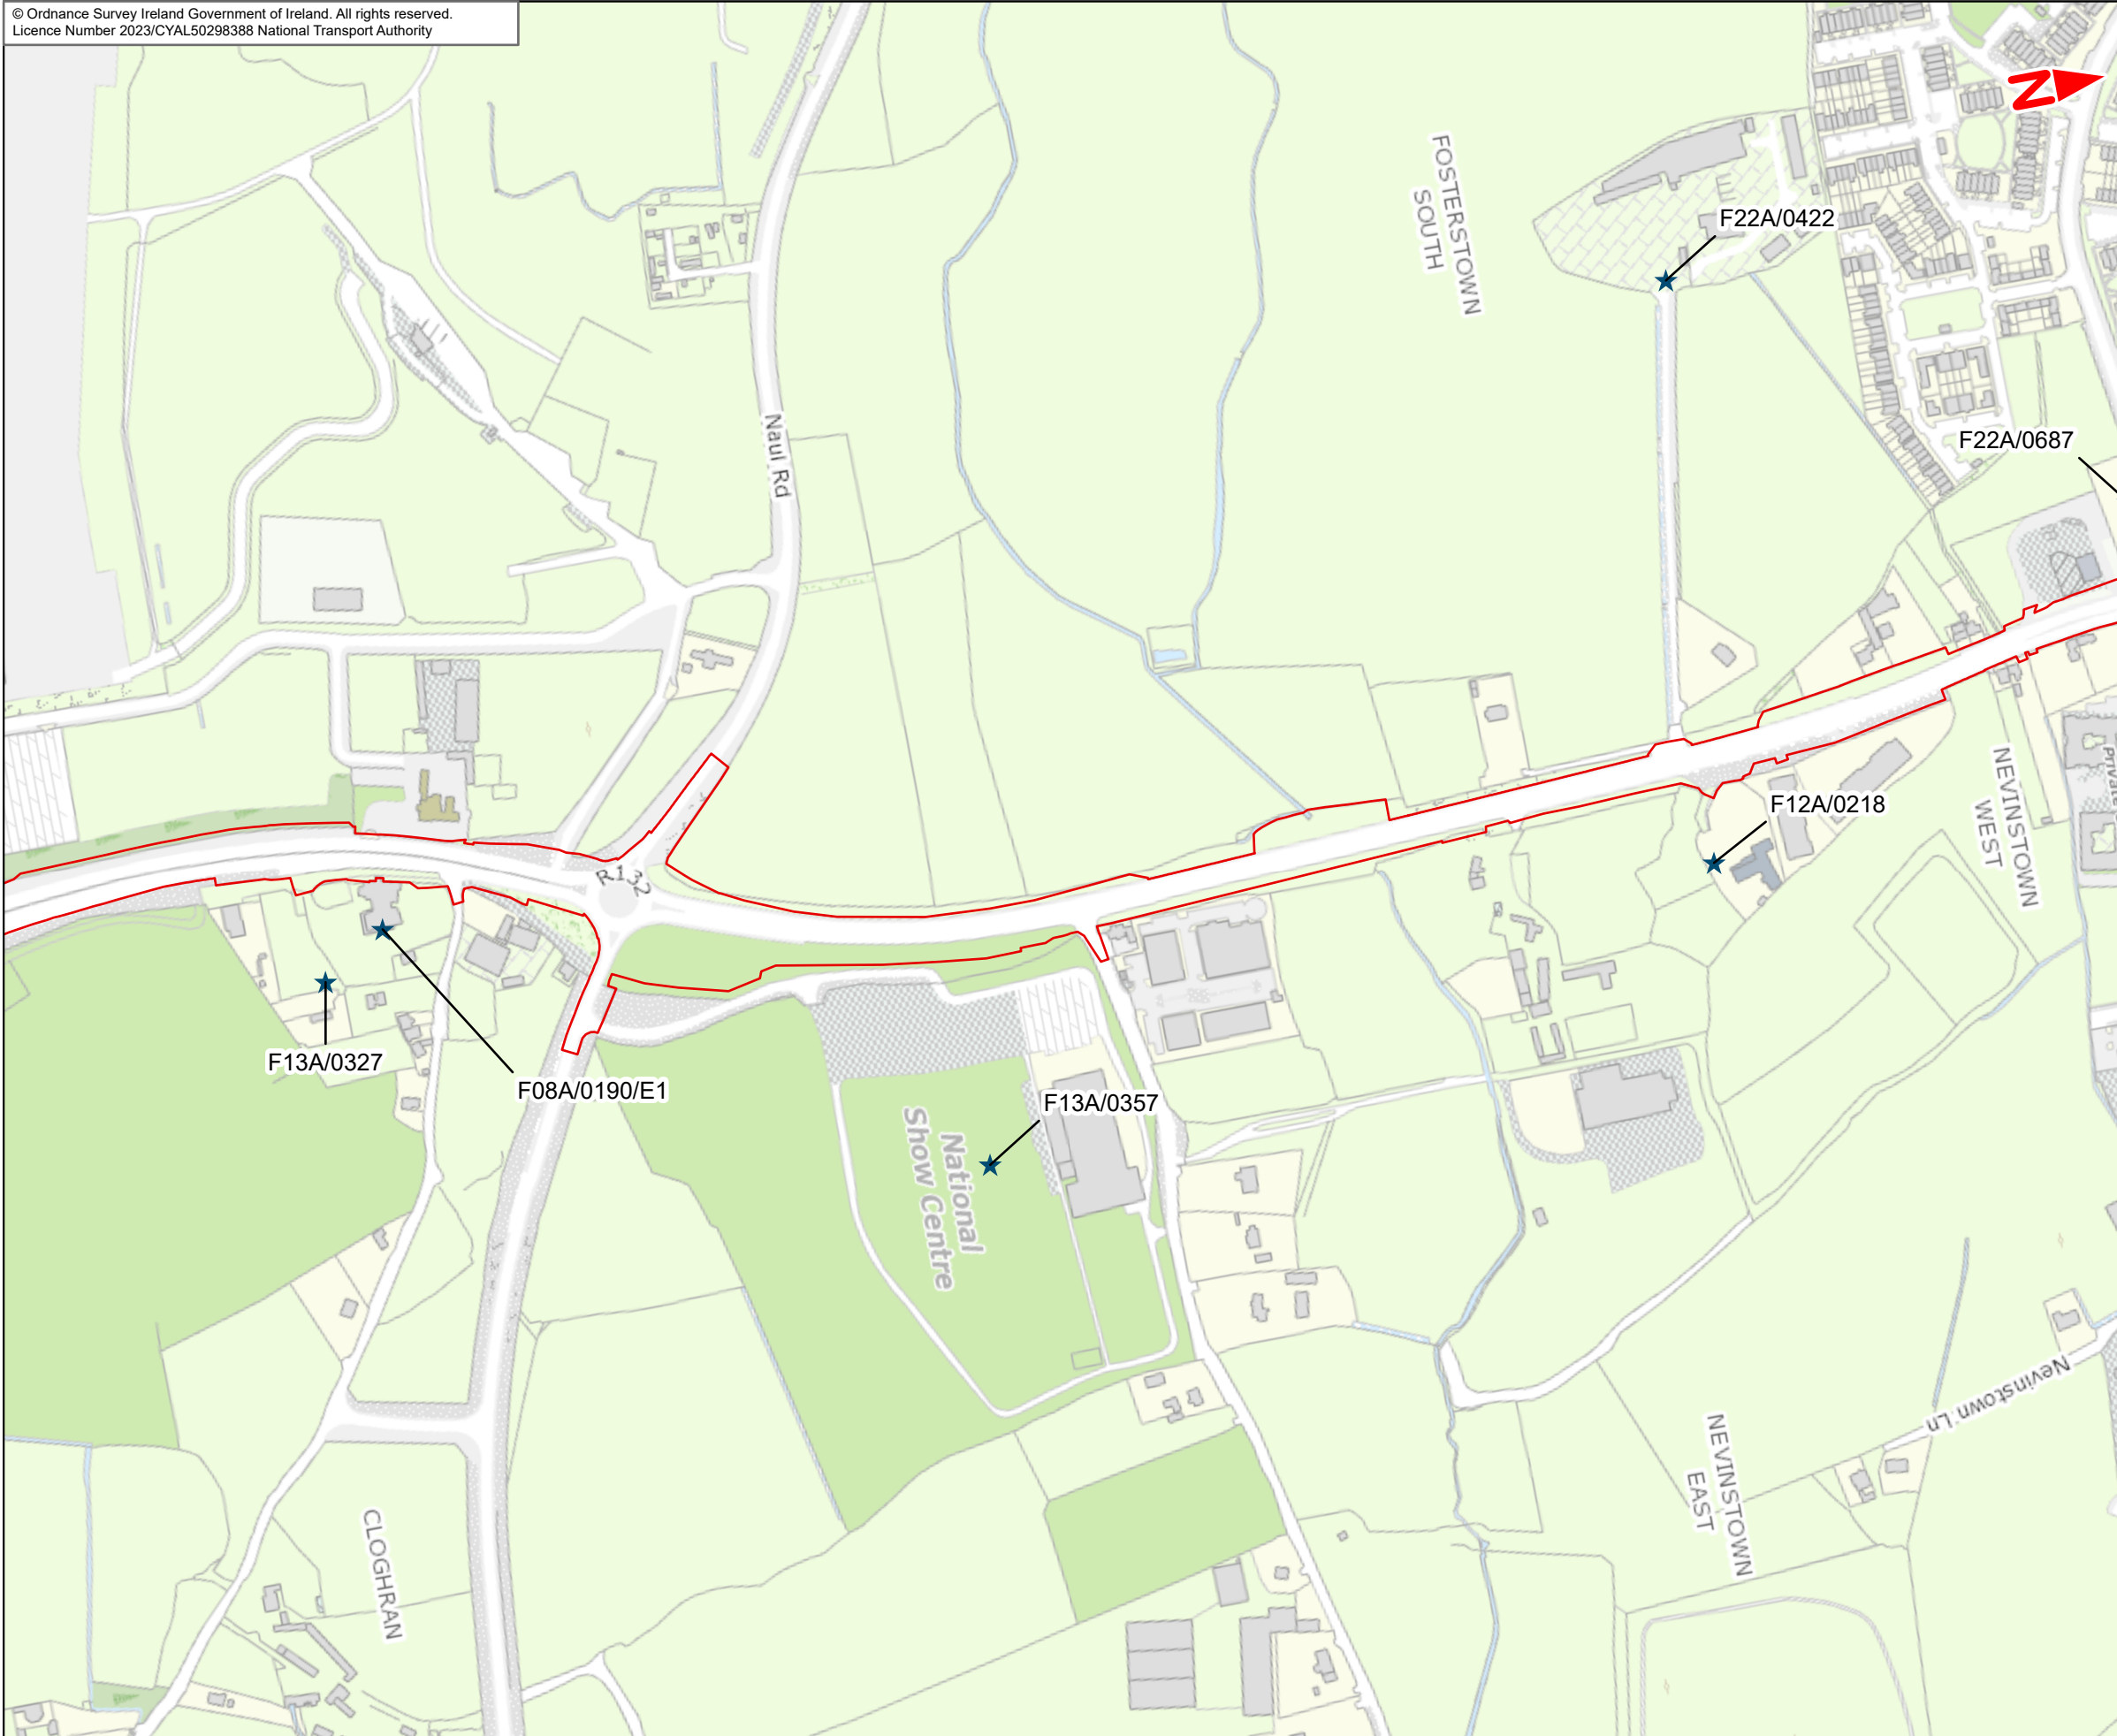 © Ordnance Survey Ireland Government of Ireland. All rights reserved.
Licence Number 2023/CYAL50298388 National Transport Authority
N
FOSTERSTOWN
SOUTH
F22A/0422
F22A/0687
Naul Rd
NEVINSTOWN
WEST
Private
F12A/0218
R132
F13A/0327
F08A/0190/E1
F13A/0357
National
Show Centre
Nevinstown Ln
NEVINSTOWN
EAST
CLOGHRAN